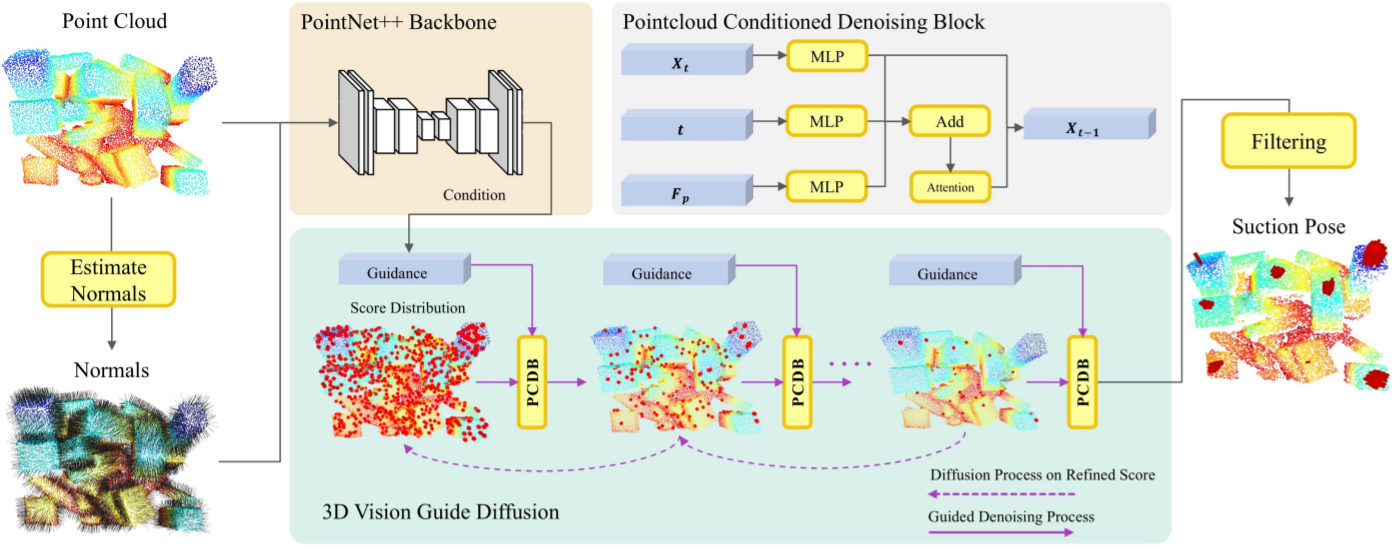 Point Cloud
Estimate
Normals
Normals
PointNet++ Backbone
Condition
Pointcloud Conditioned Denoising Block
X_t
MLP
t
MLP
F_p
MLP
Add
Attention
X_{t-1}
Filtering
Suction Pose
Guidance
Guidance
Guidance
Score Distribution
PCDB
PCDB
PCDB
Diffusion Process on Refined Score
Guided Denoising Process
3D Vision Guide Diffusion